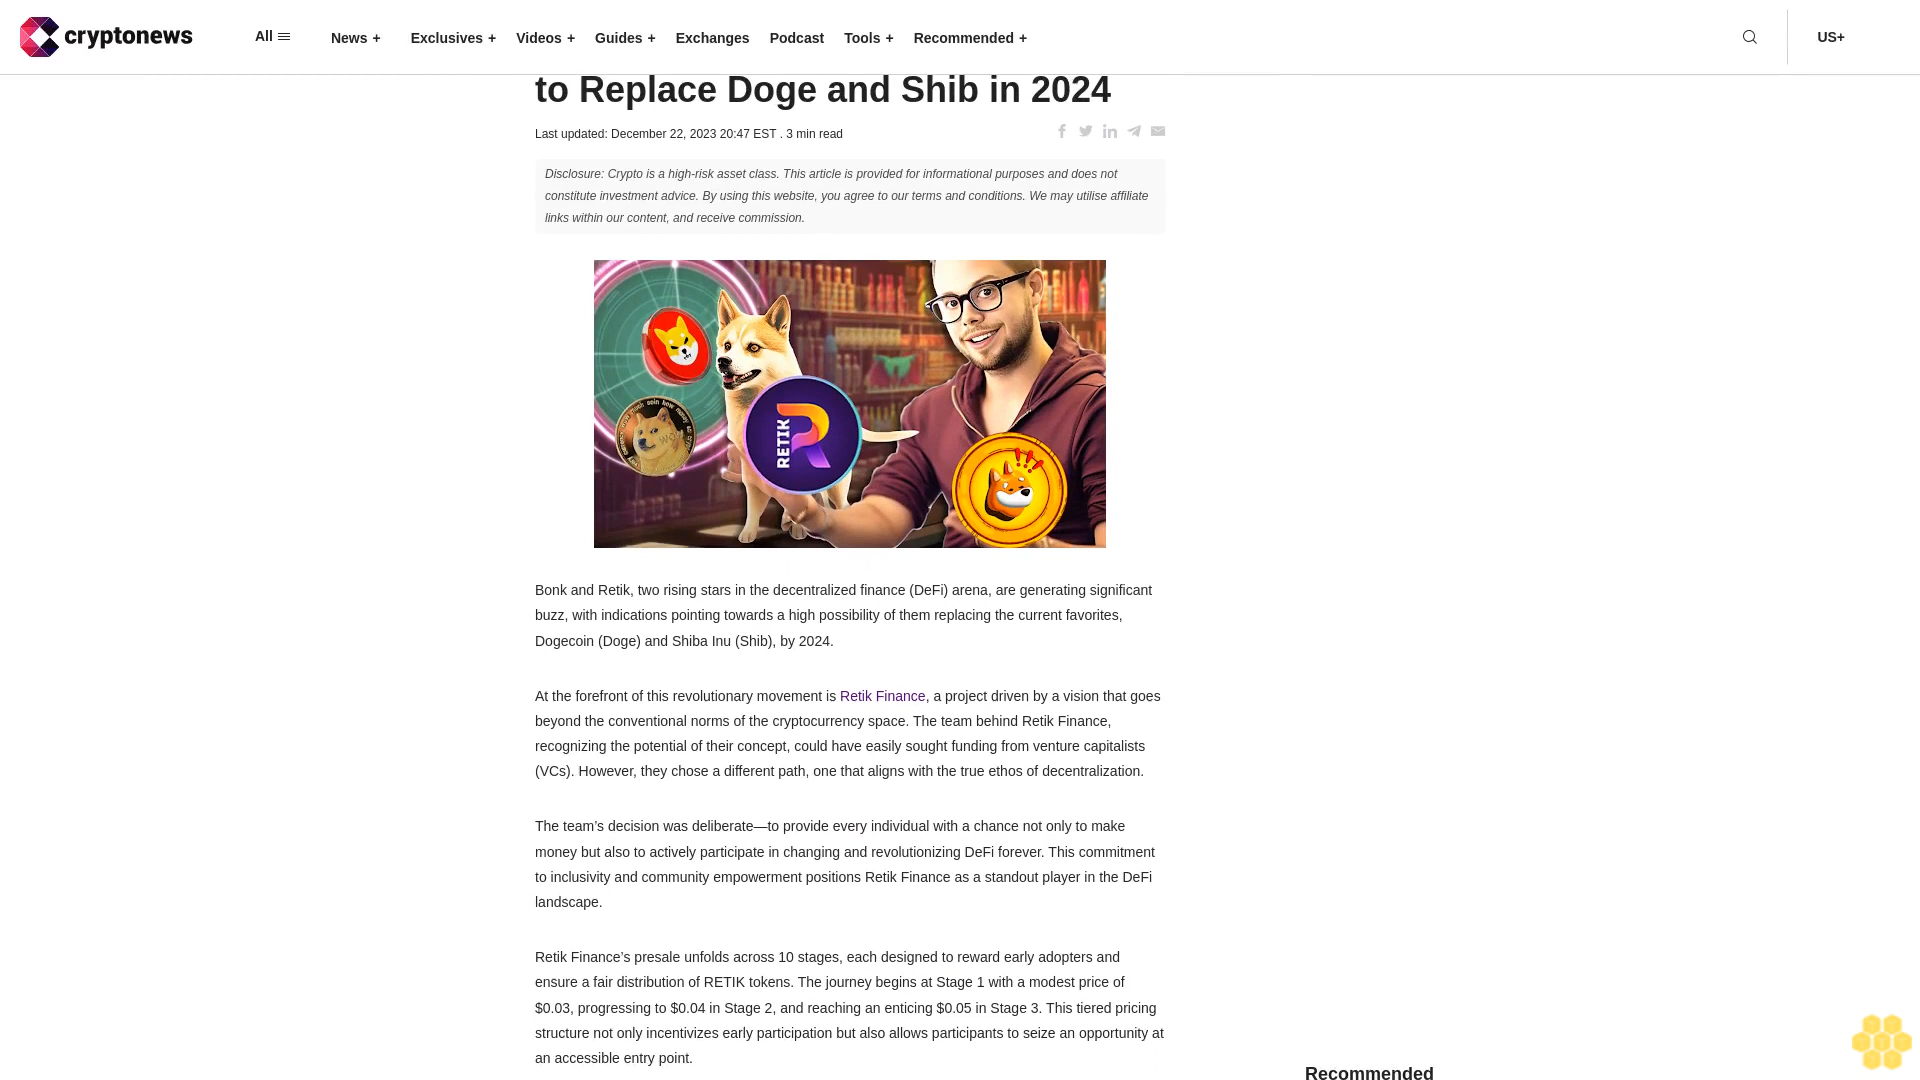 cryptonews
All
News +
Exclusives +
Videos +
Guides +
Exchanges
Podcast
Tools +
Recommended +
US+
to Replace Doge and Shib in 2024
Last updated: December 22, 2023 20:47 EST . 3 min read
Disclosure: Crypto is a high-risk asset class. This article is provided for informational purposes and does not
constitute investment advice. By using this website, you agree to our terms and conditions. We may utilise affiliate
links within our content, and receive commission.
RETIK
Bonk and Retik, two rising stars in the decentralized finance (DeFi) arena, are generating significant
buzz, with indications pointing towards a high possibility of them replacing the current favorites,
Dogecoin (Doge) and Shiba Inu (Shib), by 2024.
At the forefront of this revolutionary movement is Retik Finance, a project driven by a vision that goes
beyond the conventional norms of the cryptocurrency space. The team behind Retik Finance,
recognizing the potential of their concept, could have easily sought funding from venture capitalists
(VCs). However, they chose a different path, one that aligns with the true ethos of decentralization.
The team’s decision was deliberate—to provide every individual with a chance not only to make
money but also to actively participate in changing and revolutionizing DeFi forever. This commitment
to inclusivity and community empowerment positions Retik Finance as a standout player in the DeFi
landscape.
Retik Finance’s presale unfolds across 10 stages, each designed to reward early adopters and
ensure a fair distribution of RETIK tokens. The journey begins at Stage 1 with a modest price of
$0.03, progressing to $0.04 in Stage 2, and reaching an enticing $0.05 in Stage 3. This tiered pricing
structure not only incentivizes early participation but also allows participants to seize an opportunity at
an accessible entry point.
Recommended